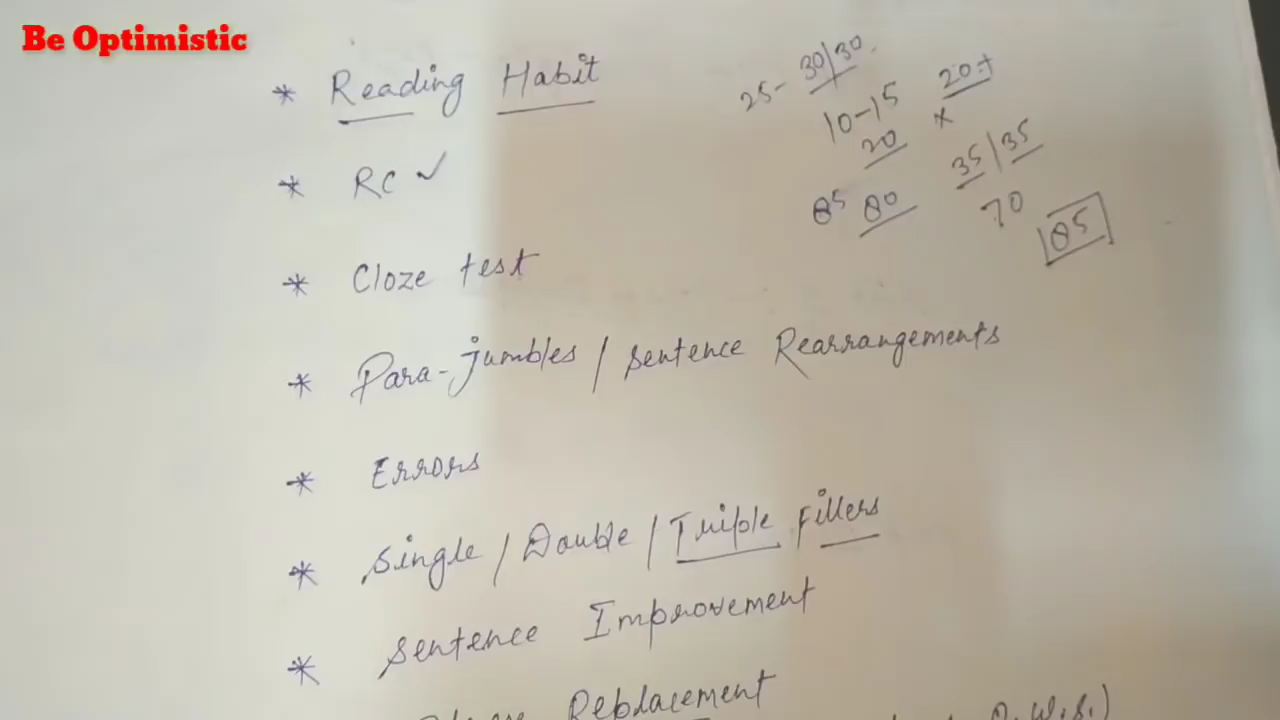 Be Optimistic
* Reading Habit
25- 30/30.
10-15 20+
20 *
85 80 35/35
70
85
* RC ✓
* Cloze test
* Para-jumbles / Sentence Rearrangements
* Errors
* Single / Double / Triple Fillers
* Sentence Improvement
Replacement
O.W.S.)